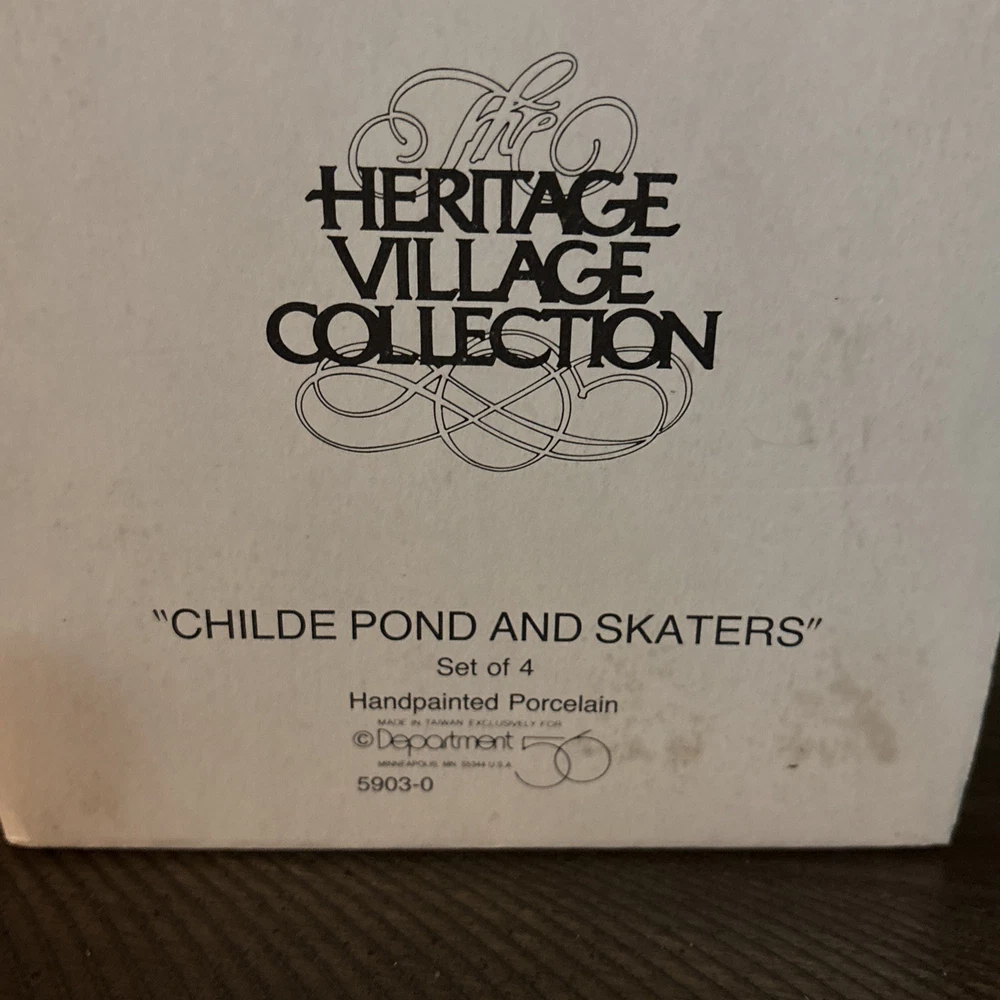 The
HERITAGE
VILLAGE
COLLECTION
"CHILDE POND AND SKATERS"
Set of 4
Handpainted Porcelain
MADE IN TAIWAN EXCLUSIVELY FOR
©Department 56
MINNEAPOLIS, MN 55344 U.S.A.
5903-0